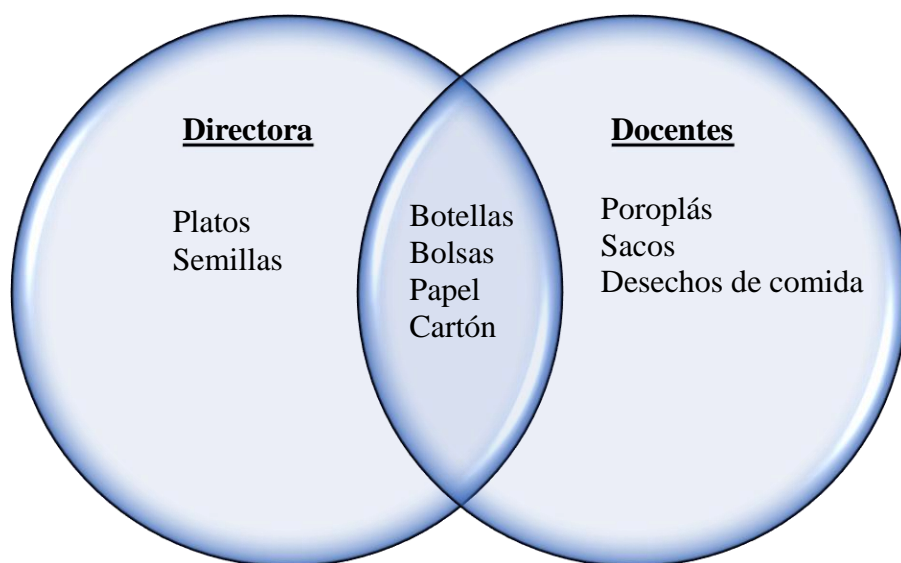 Directora
Platos
Semillas
Botellas
Bolsas
Papel
Cartón
Docentes
Poroplás
Sacos
Desechos de comida